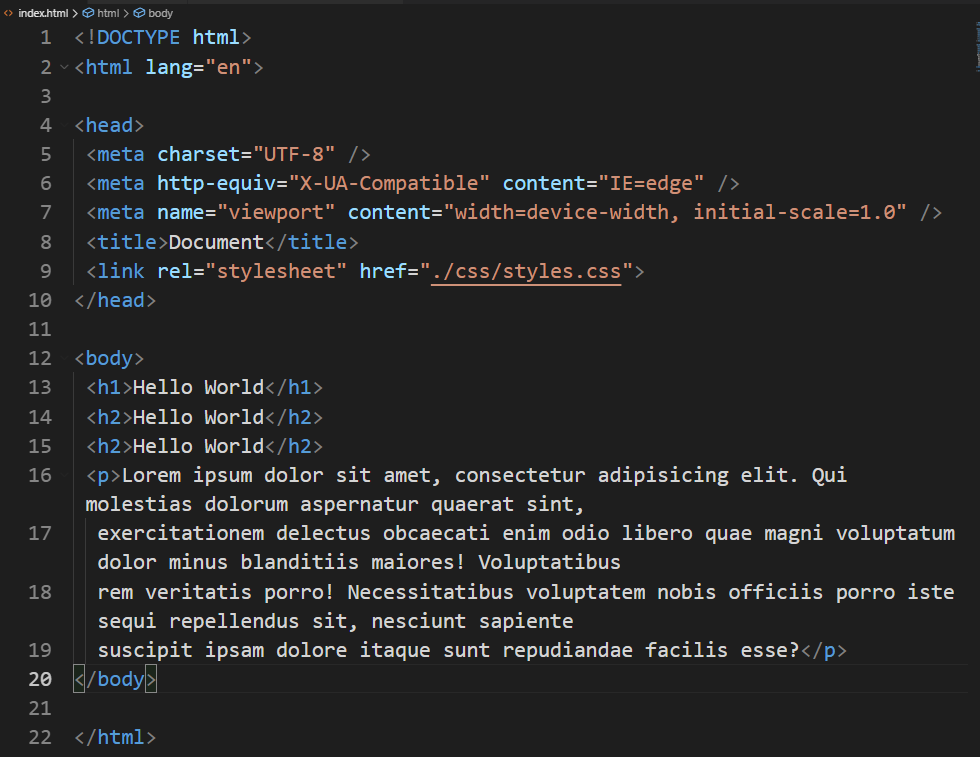 index.html > html > body
1 <!DOCTYPE html>
2 <html lang="en">
3
4 <head>
5 <meta charset="UTF-8" />
6 <meta http-equiv="X-UA-Compatible" content="IE=edge" />
7 <meta name="viewport" content="width=device-width, initial-scale=1.0" />
8 <title>Document</title>
9 <link rel="stylesheet" href="./css/styles.css">
10 </head>
11
12 <body>
13 <h1>Hello World</h1>
14 <h2>Hello World</h2>
15 <h2>Hello World</h2>
16 <p>Lorem ipsum dolor sit amet, consectetur adipisicing elit. Qui
molestias dolorum aspernatur quaerat sint,
17 exercitationem delectus obcaecati enim odio libero quae magni voluptatum
dolor minus blanditiis maiores! Voluptatibus
18 rem veritatis porro! Necessitatibus voluptatem nobis officiis porro iste
sequi repellendus sit, nesciunt sapiente
19 suscipit ipsam dolore itaque sunt repudiandae facilis esse?</p>
20 </body>
21
22 </html>